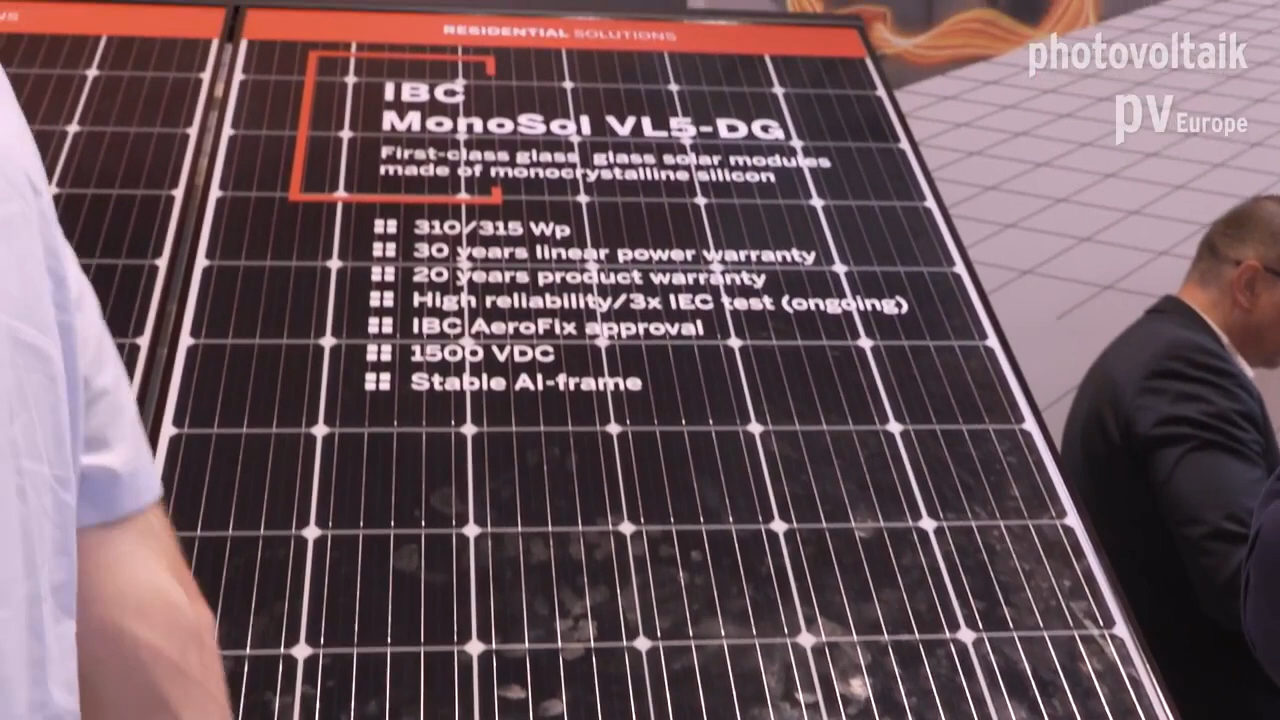 NS
RESIDENTIAL SOLUTIONS
photovoltaik
pv Europe
IBC
MonoSol VL5-DG
First-class glass glass solar modules
made of monocrystalline silicon
310/315 Wp
30 years linear power warranty
20 years product warranty
High reliability/3x IEC test (ongoing)
IBC AeroFix approval
1500 VDC
Stable Al-frame